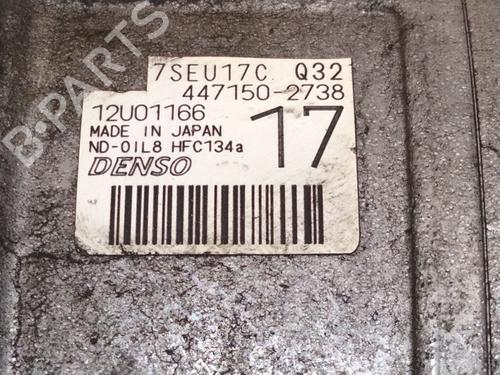 7SEU17C Q32
447150-2738
12U01166
17
MADE IN JAPAN
ND-OIL8 HFC134a
DENSO
B-PARTS